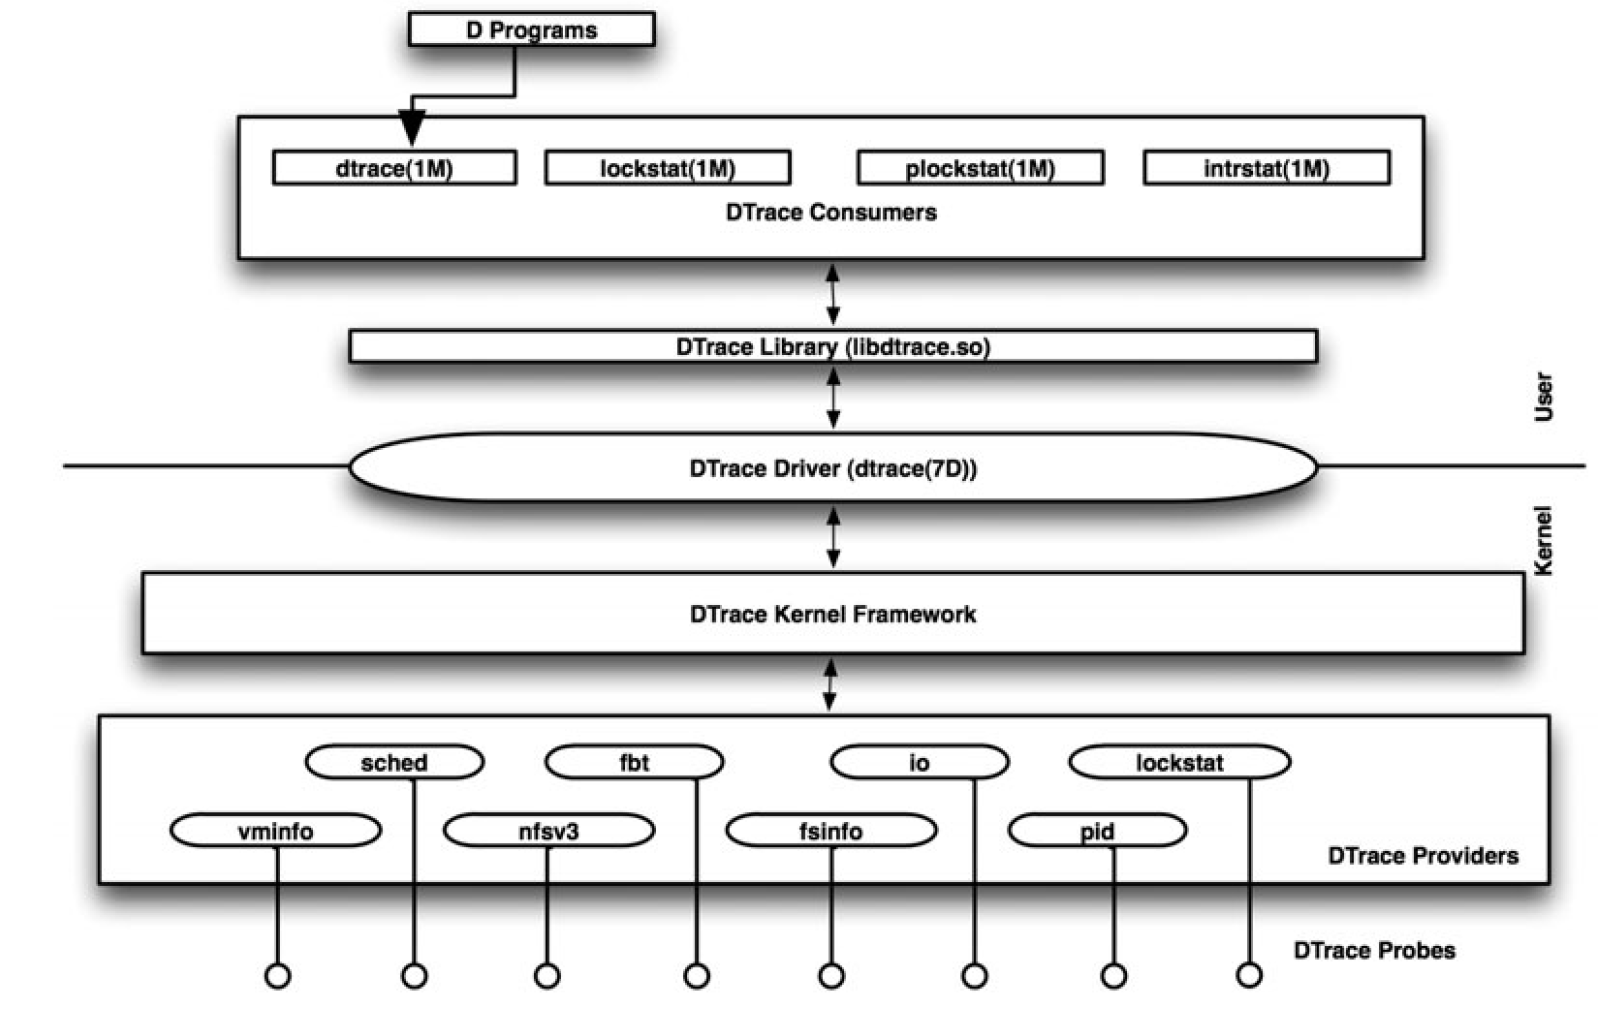 D Programs
dtrace(1M)
lockstat(1M)
plockstat(1M)
intrstat(1M)
DTrace Consumers
DTrace Library (libdtrace.so)
User
DTrace Driver (dtrace(7D))
Kernel
DTrace Kernel Framework
sched
fbt
io
lockstat
vminfo
nfsv3
fsinfo
pid
DTrace Providers
DTrace Probes